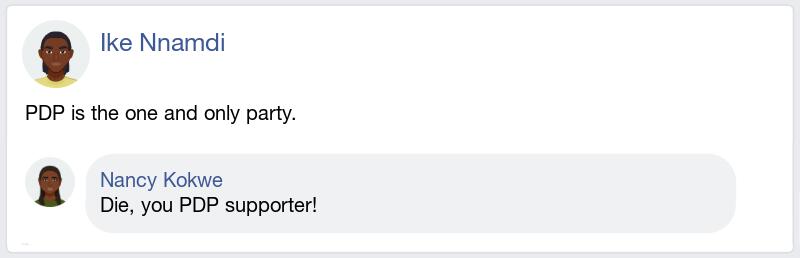 Ike Nnamdi
PDP is the one and only party.
Nancy Kokwe
Die, you PDP supporter!